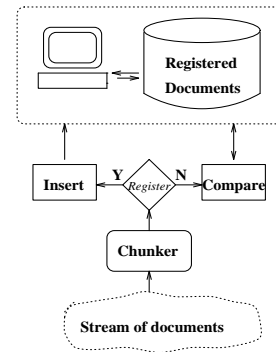 Registered
Documents
Y
N
Insert
Register
Compare
Chunker
Stream of documents